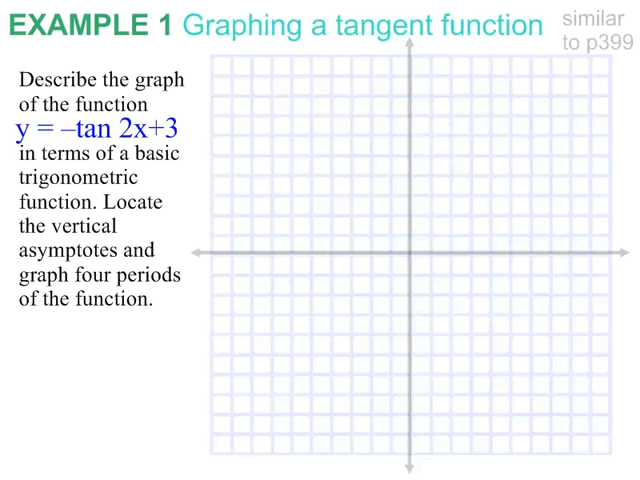 EXAMPLE 1 Graphing a tangent function
similar
to p399
Describe the graph
of the function
y = –tan 2x+3
in terms of a basic
trigonometric
function. Locate
the vertical
asymptotes and
graph four periods
of the function.